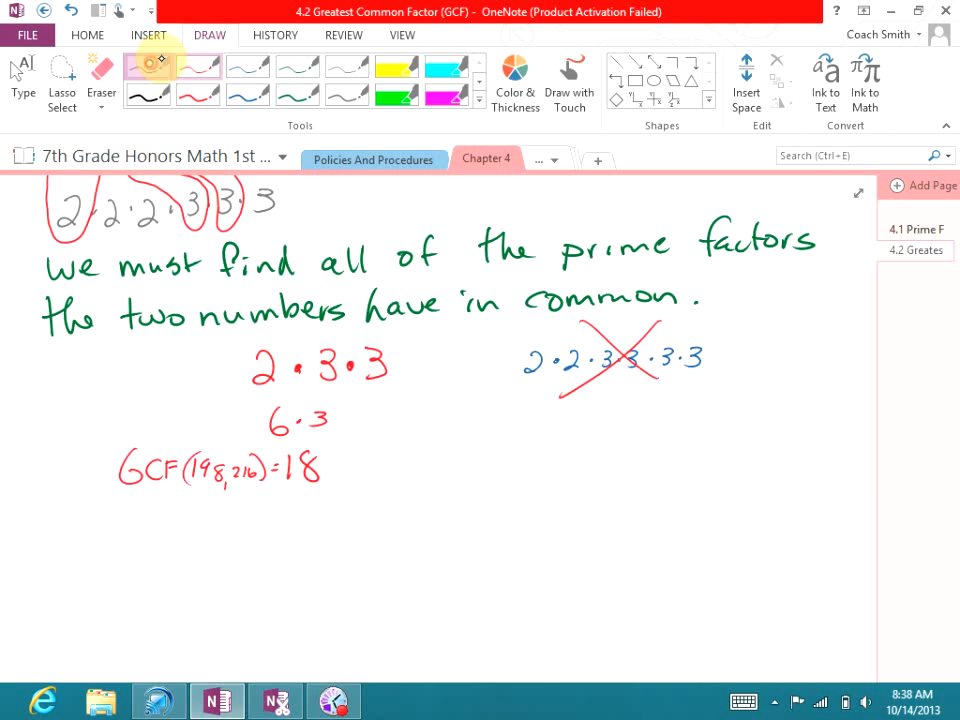 4.2 Greatest Common Factor (GCF) - OneNote (Product Activation Failed)
FILE HOME INSERT DRAW HISTORY REVIEW VIEW Coach Smith
Type Lasso Select Eraser Color & Thickness Draw with Touch Insert Space Ink to Text Ink to Math
Tools Shapes Edit Convert
7th Grade Honors Math 1st ... Policies And Procedures Chapter 4 ... + Search (Ctrl+E)
Add Page
2 · 2 · 2 · 3 · 3 · 3
4.1 Prime F
4.2 Greates
we must find all of the prime factors
the two numbers have in common.
2 · 3 · 3
2 · 2 · 3 · 3 · 3 · 3
6 · 3
GCF(198,216)=18
8:38 AM
10/14/2013